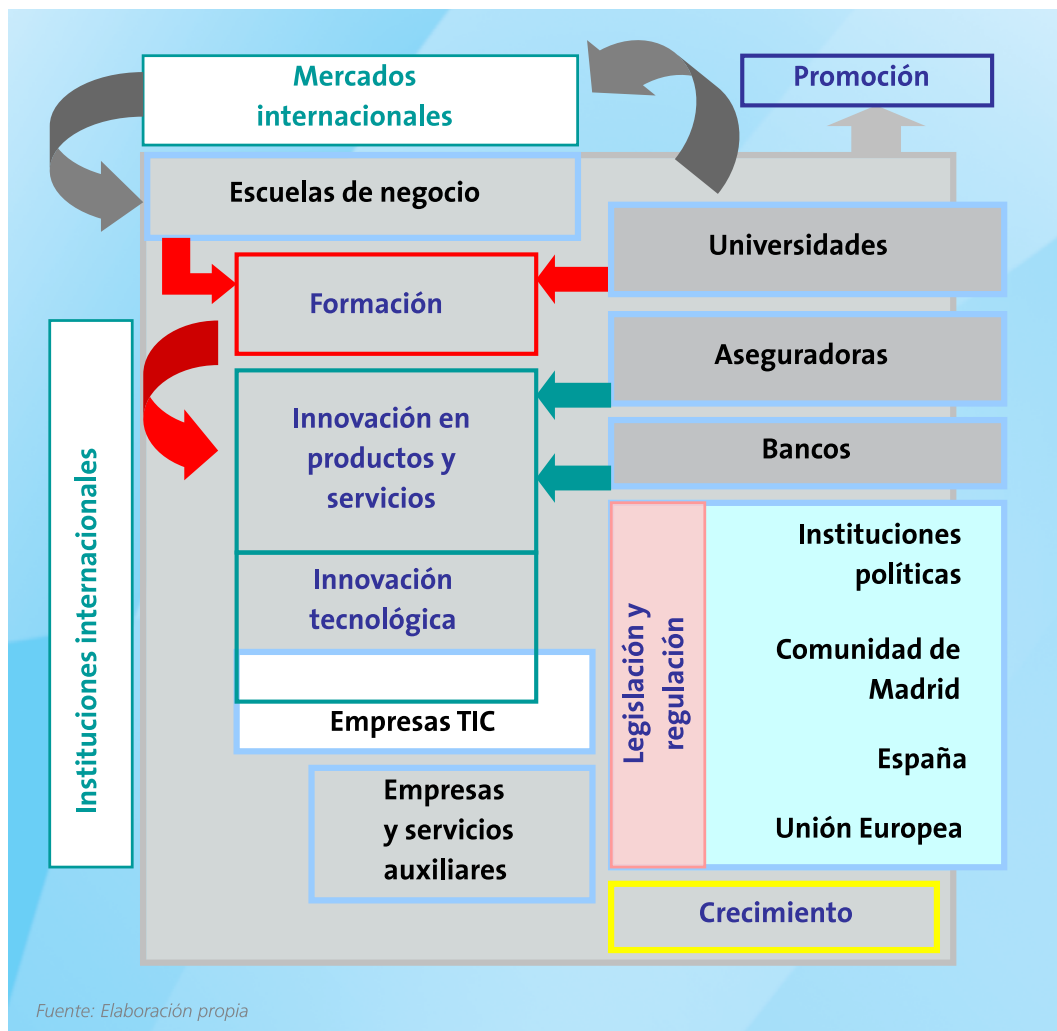 Mercados
internacionales
Promoción
Escuelas de negocio
Universidades
Formación
Aseguradoras
Innovación en
productos y
servicios
Bancos
Instituciones internacionales
Innovación
tecnológica
Legislación y
regulación
Instituciones
políticas
Comunidad de
Madrid
España
Unión Europea
Empresas TIC
Empresas
y servicios
auxiliares
Crecimiento
Fuente: Elaboración propia